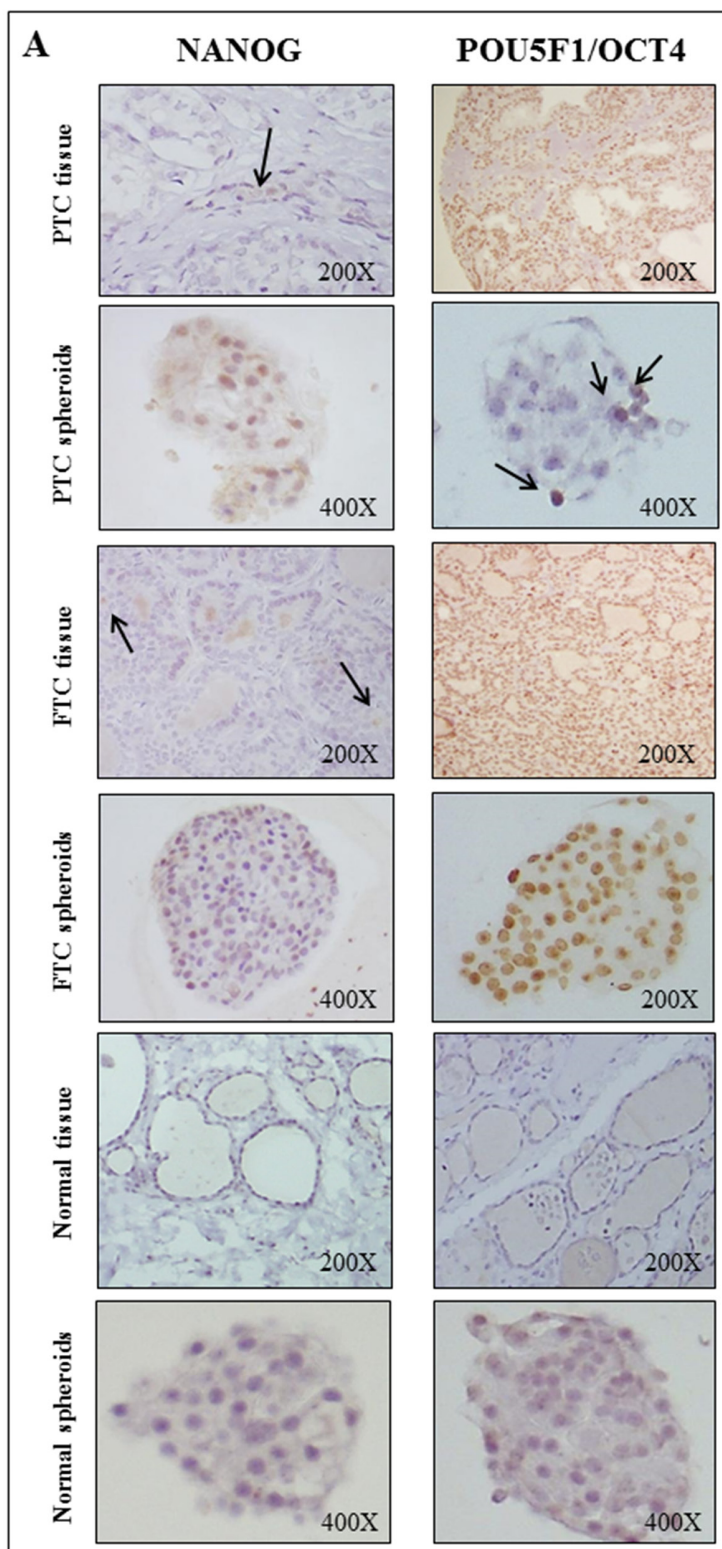 A
NANOG POU5F1/OCT4
PTC tissue
200X 200X
PTC spheroids
400X 400X
FTC tissue
200X 200X
FTC spheroids
400X 200X
Normal tissue
200X 200X
Normal spheroids
400X 400X